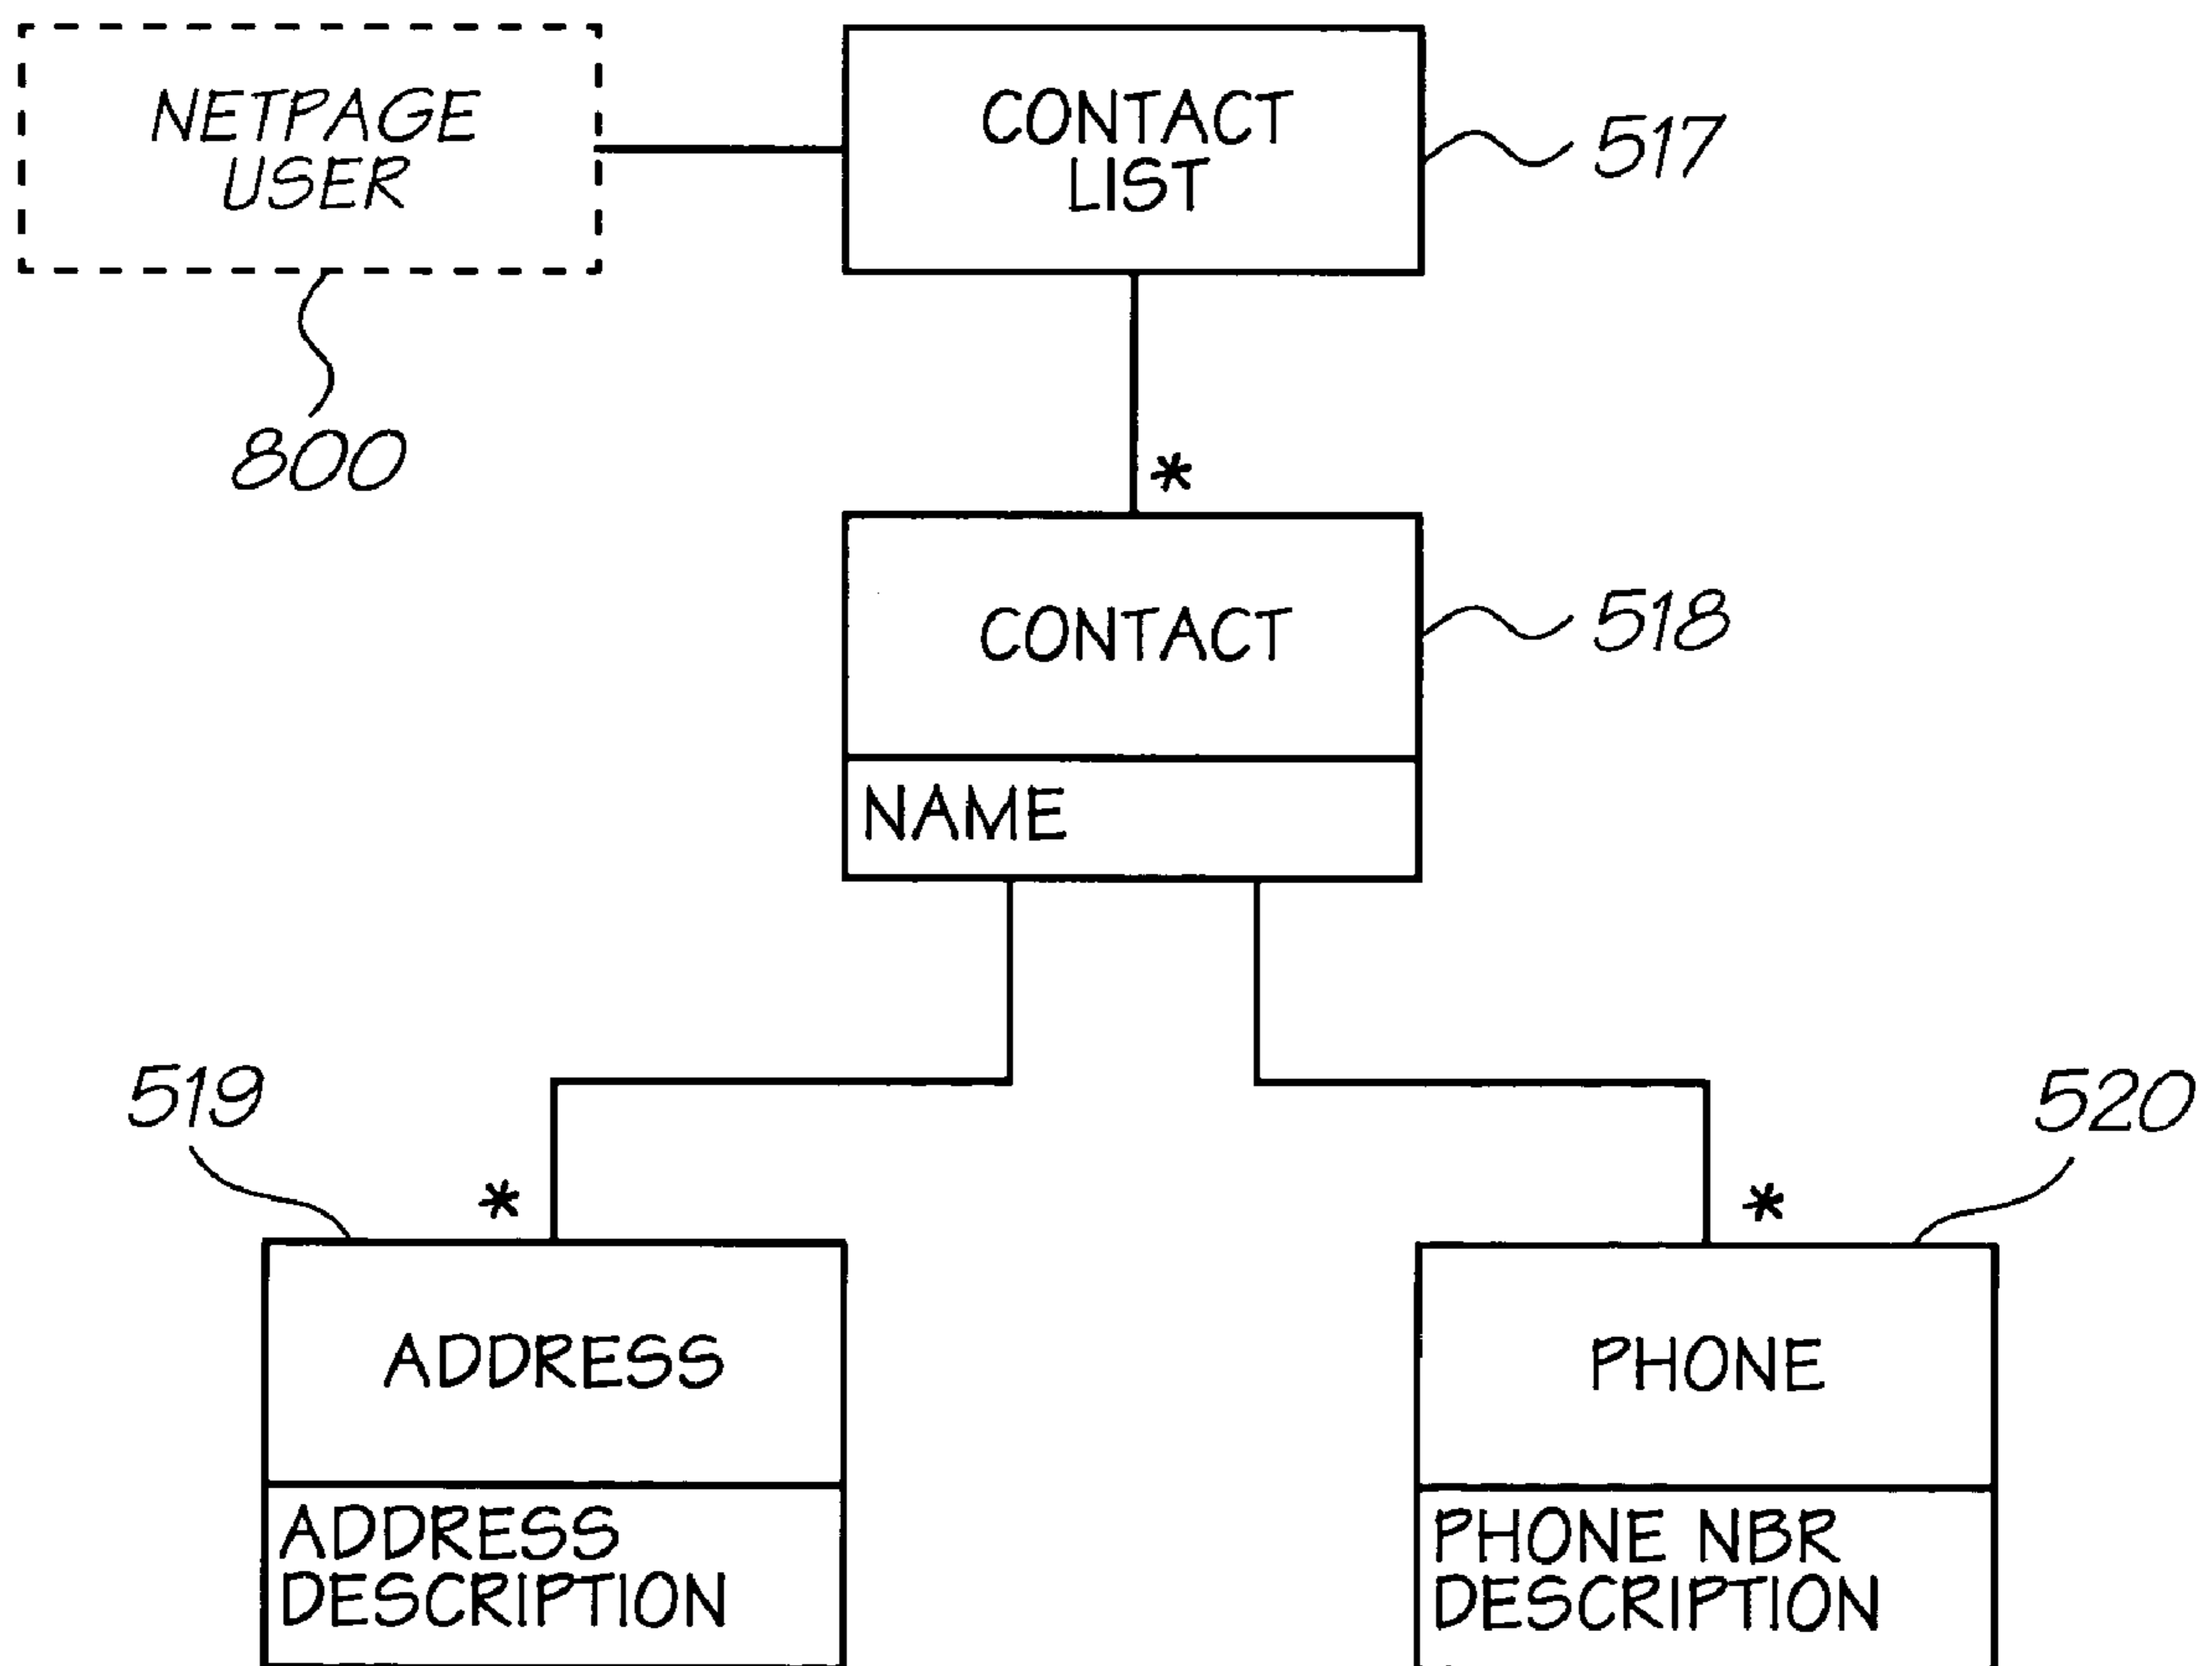 NETPAGE
USER
CONTACT
LIST
517
800
*
CONTACT
518
NAME
519
520
*
*
ADDRESS
PHONE
ADDRESS
DESCRIPTION
PHONE NBR
DESCRIPTION